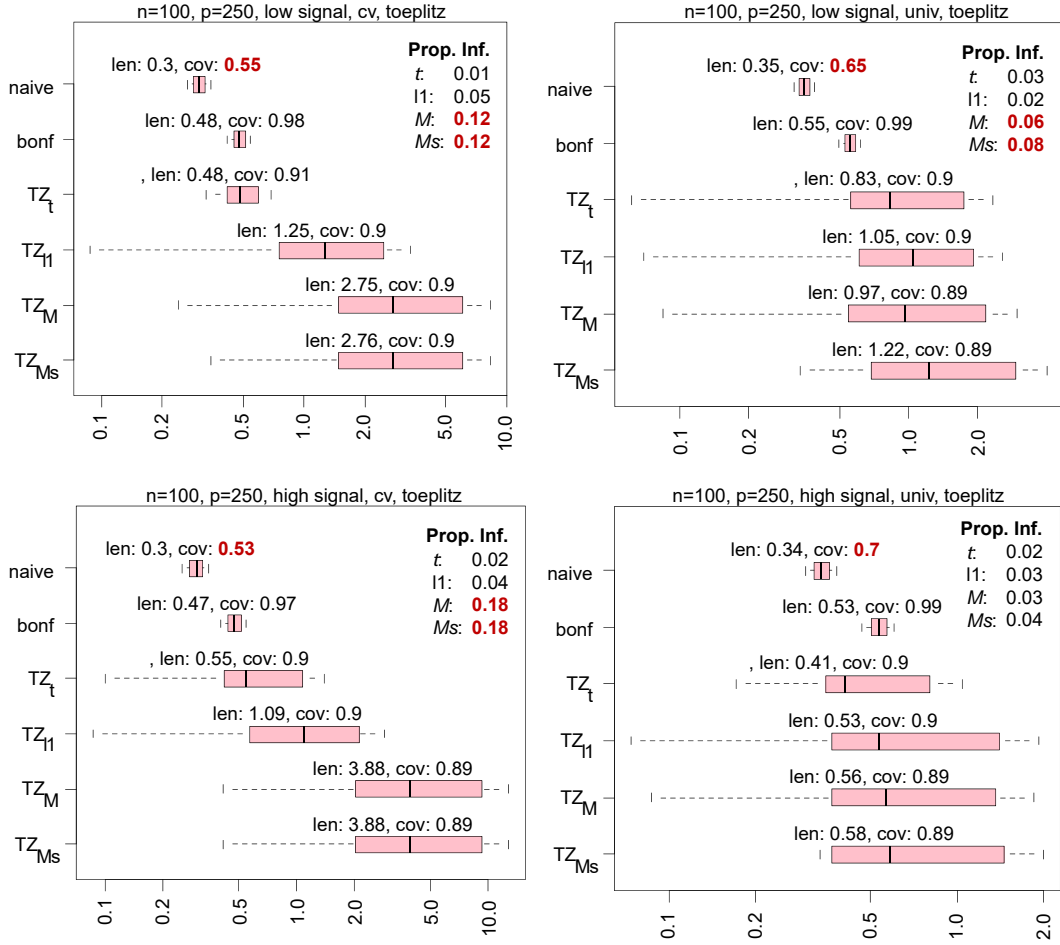 n=100, p=250, low signal, cv, toeplitz
len: 0.3, cov: 0.55
Prop. Inf.
t: 0.01
l1: 0.05
M: 0.12
Ms: 0.12
naive
len: 0.48, cov: 0.98
bonf
, len: 0.48, cov: 0.91
TZt
len: 1.25, cov: 0.9
TZl1
len: 2.75, cov: 0.9
TZM
len: 2.76, cov: 0.9
TZMs
0.1 0.2 0.5 1.0 2.0 5.0 10.0
n=100, p=250, low signal, univ, toeplitz
len: 0.35, cov: 0.65
Prop. Inf.
t: 0.03
l1: 0.02
M: 0.06
Ms: 0.08
naive
len: 0.55, cov: 0.99
bonf
, len: 0.83, cov: 0.9
TZt
len: 1.05, cov: 0.9
TZl1
len: 0.97, cov: 0.89
TZM
len: 1.22, cov: 0.89
TZMs
0.1 0.2 0.5 1.0 2.0
n=100, p=250, high signal, cv, toeplitz
len: 0.3, cov: 0.53
Prop. Inf.
t: 0.02
l1: 0.04
M: 0.18
Ms: 0.18
naive
len: 0.47, cov: 0.97
bonf
, len: 0.55, cov: 0.9
TZt
len: 1.09, cov: 0.9
TZl1
len: 3.88, cov: 0.89
TZM
len: 3.88, cov: 0.89
TZMs
0.1 0.2 0.5 1.0 2.0 5.0 10.0
n=100, p=250, high signal, univ, toeplitz
len: 0.34, cov: 0.7
Prop. Inf.
t: 0.02
l1: 0.03
M: 0.03
Ms: 0.04
naive
len: 0.53, cov: 0.99
bonf
, len: 0.41, cov: 0.9
TZt
len: 0.53, cov: 0.9
TZl1
len: 0.56, cov: 0.89
TZM
len: 0.58, cov: 0.89
TZMs
0.1 0.2 0.5 1.0 2.0